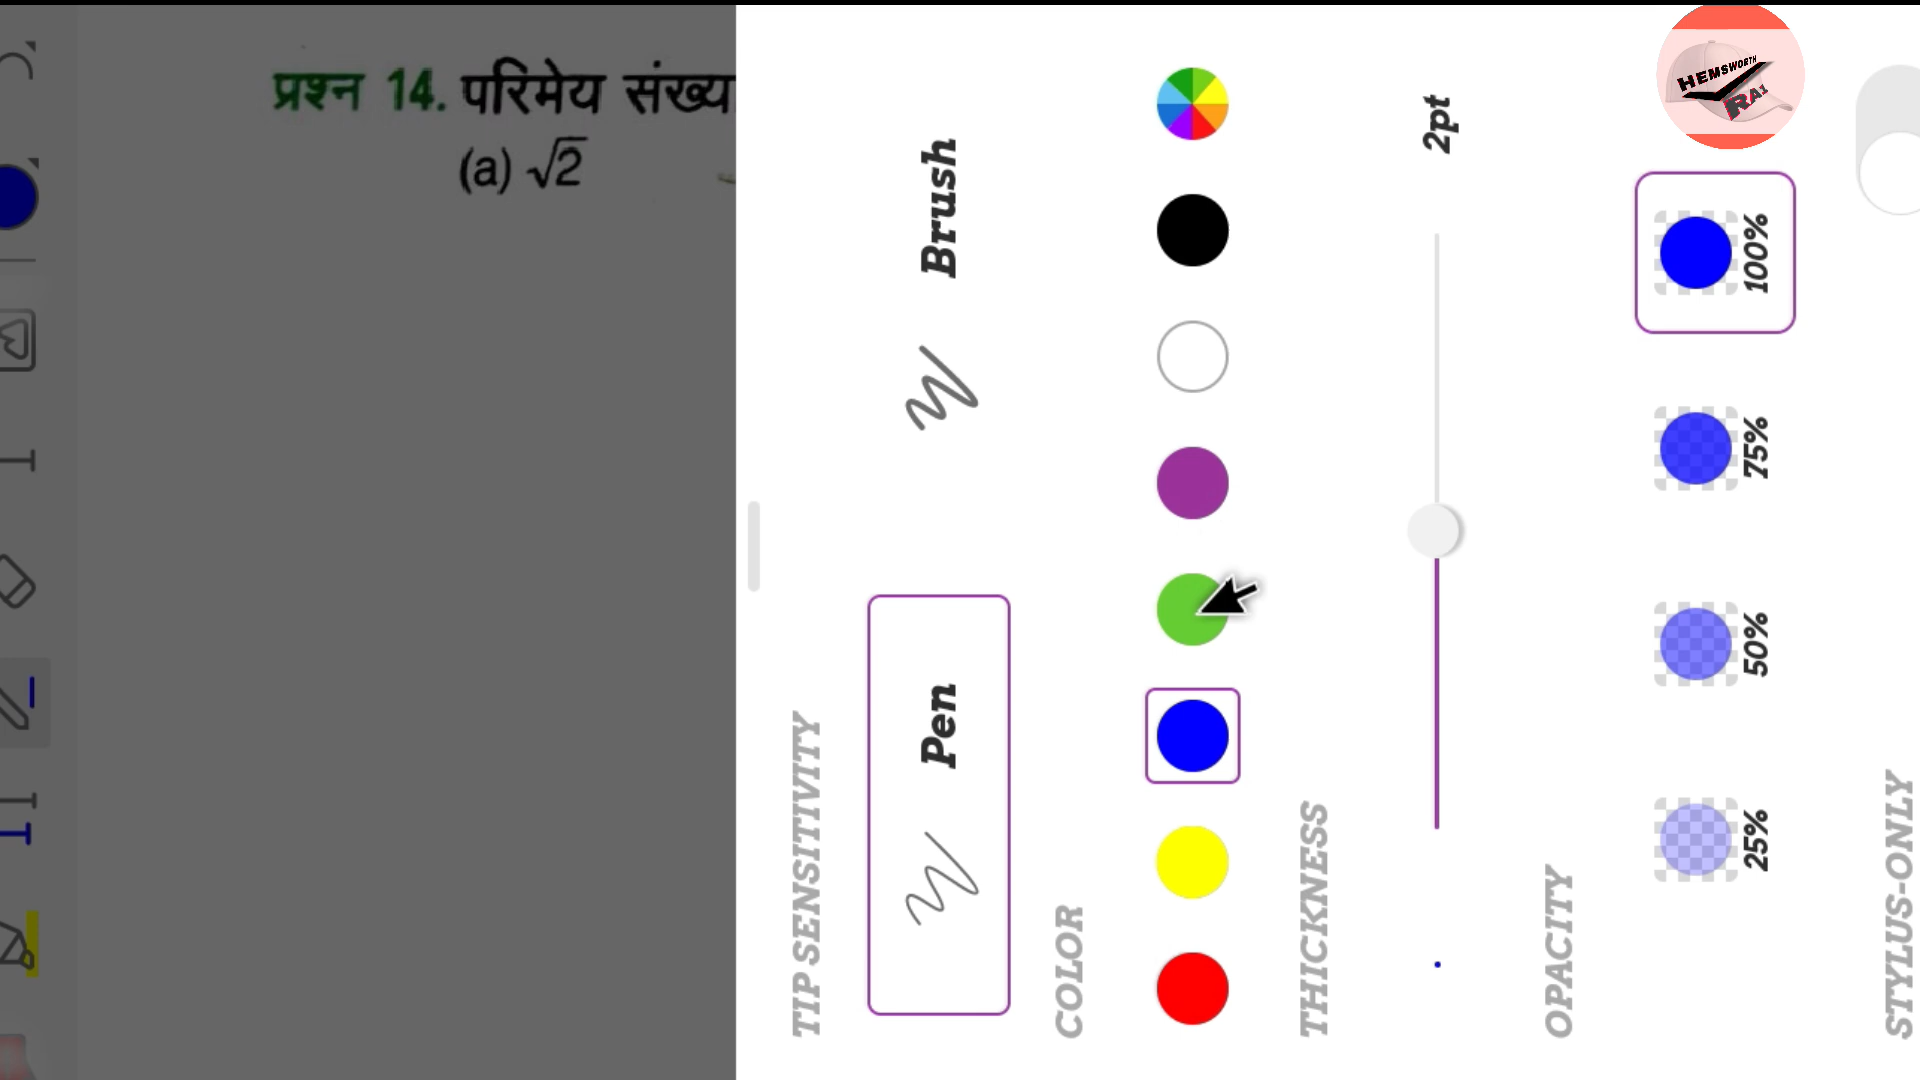 प्रश्न 14. परिमेय संख्य
(a) √2
TIP SENSITIVITY
Pen
Brush
COLOR
THICKNESS
2pt
OPACITY
25%
50%
75%
100%
STYLUS-ONLY
HEMSWORTH
RA1